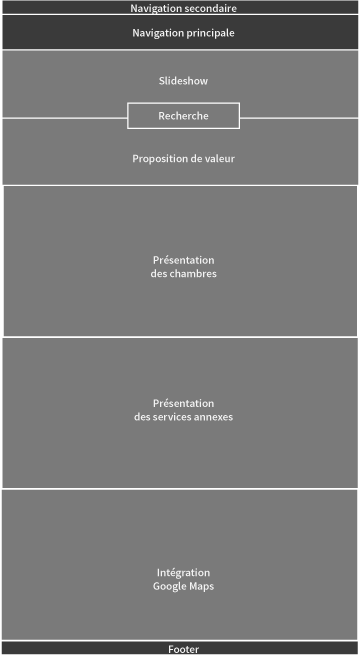 Navigation secondaire
Navigation principale
Slideshow
Recherche
Proposition de valeur
Présentation
des chambres
Présentation
des services annexes
Intégration
Google Maps
Footer